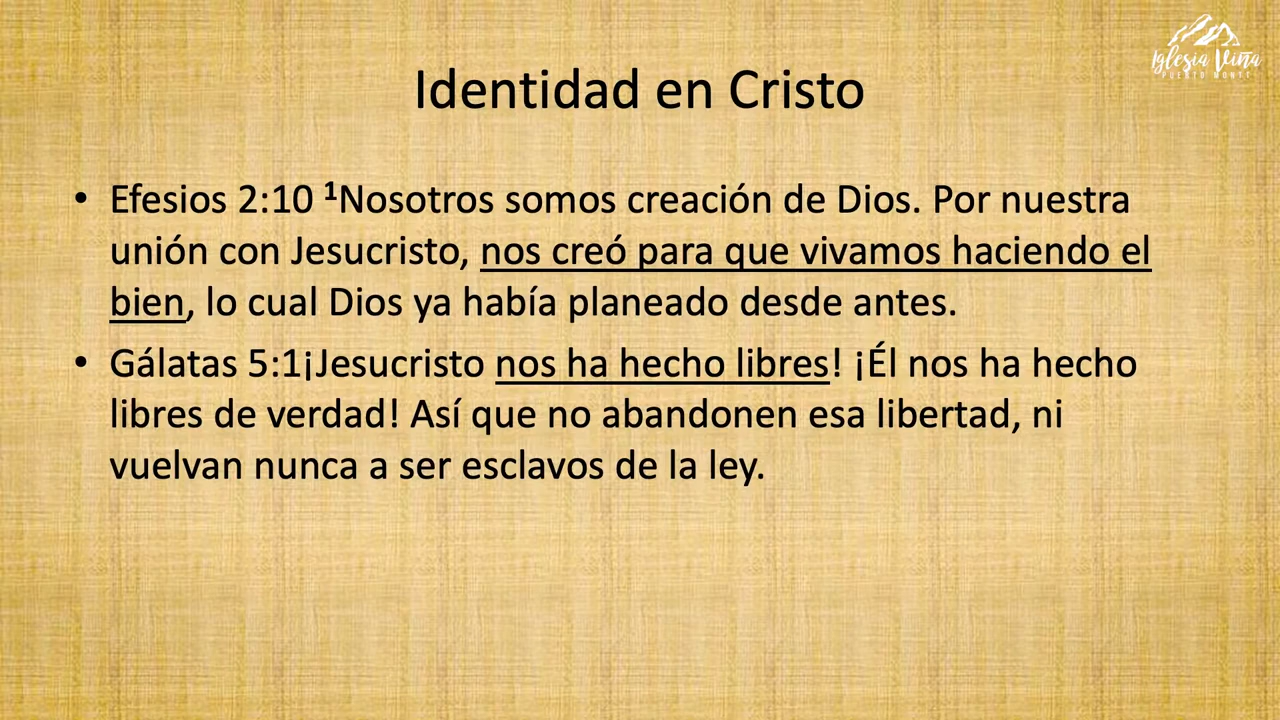 Iglesia Viña
PUERTO MONTT
Identidad en Cristo
• Efesios 2:10 ¹Nosotros somos creación de Dios. Por nuestra
unión con Jesucristo, nos creó para que vivamos haciendo el
bien, lo cual Dios ya había planeado desde antes.
• Gálatas 5:1¡Jesucristo nos ha hecho libres! ¡Él nos ha hecho
libres de verdad! Así que no abandonen esa libertad, ni
vuelvan nunca a ser esclavos de la ley.